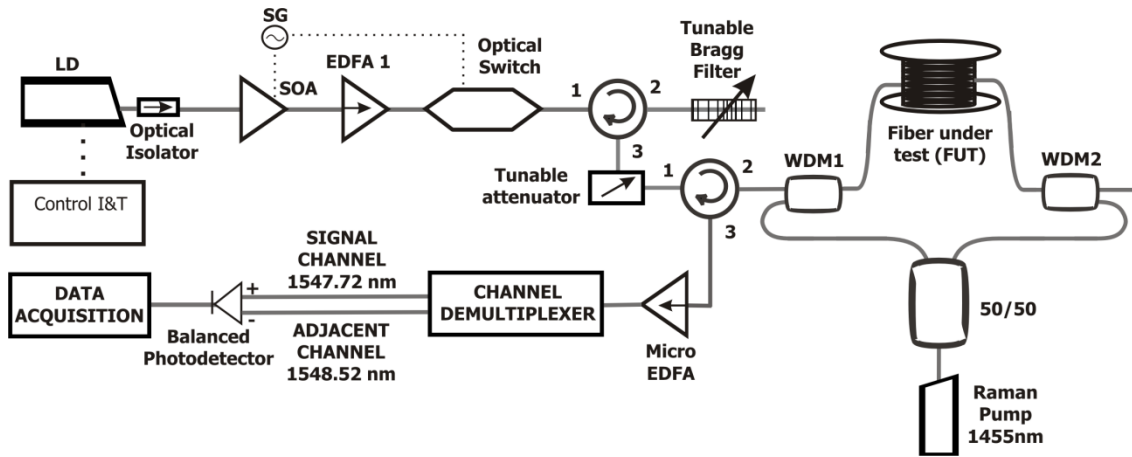 SG
LD
SOA
EDFA 1
Optical
Switch
Tunable
Bragg
Filter
Optical
Isolator
1
2
3
Control I&T
Tunable
attenuator
1
2
3
WDM1
Fiber under
test (FUT)
WDM2
DATA
ACQUISITION
Balanced
Photodetector
+
-
SIGNAL
CHANNEL
1547.72 nm
ADJACENT
CHANNEL
1548.52 nm
CHANNEL
DEMULTIPLEXER
Micro
EDFA
50/50
Raman
Pump
1455nm